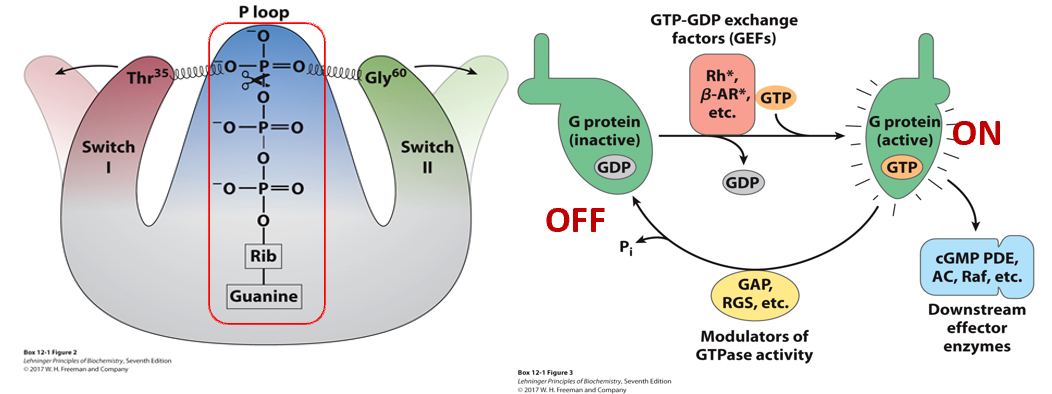 P loop
⁻O
⁻O–P=O
O
⁻O–P=O
O
⁻O–P=O
O
Rib
Guanine
Thr³⁵
Gly⁶⁰
Switch
I
Switch
II
Box 12-1 Figure 2
Lehninger Principles of Biochemistry, Seventh Edition
© 2017 W. H. Freeman and Company
GTP-GDP exchange
factors (GEFs)
Rh*,
β-AR*,
etc.
GTP
G protein
(inactive)
GDP
GDP
G protein
(active)
GTP
ON
OFF
Pᵢ
GAP,
RGS, etc.
Modulators of
GTPase activity
cGMP PDE,
AC, Raf, etc.
Downstream
effector
enzymes
Box 12-1 Figure 3
Lehninger Principles of Biochemistry, Seventh Edition
© 2017 W. H. Freeman and Company